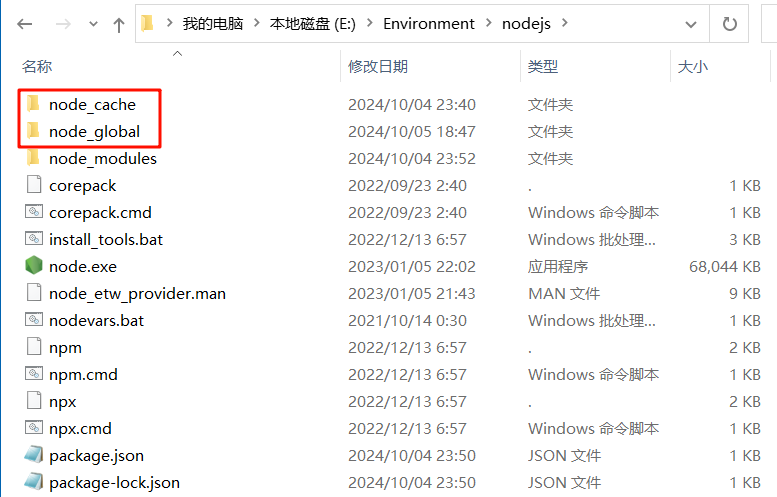 我的电脑 本地磁盘 (E:) Environment nodejs
名称 修改日期 类型 大小
node_cache 2024/10/04 23:40 文件夹
node_global 2024/10/05 18:47 文件夹
node_modules 2024/10/04 23:52 文件夹
corepack 2022/09/23 2:40 . 1 KB
corepack.cmd 2022/09/23 2:40 Windows 命令脚本 1 KB
install_tools.bat 2022/12/13 6:57 Windows 批处理... 3 KB
node.exe 2023/01/05 22:02 应用程序 68,044 KB
node_etw_provider.man 2023/01/05 21:43 MAN 文件 9 KB
nodevars.bat 2021/10/14 0:30 Windows 批处理... 1 KB
npm 2022/12/13 6:57 . 2 KB
npm.cmd 2022/12/13 6:57 Windows 命令脚本 1 KB
npx 2022/12/13 6:57 . 2 KB
npx.cmd 2022/12/13 6:57 Windows 命令脚本 1 KB
package.json 2024/10/04 23:50 JSON 文件 1 KB
package-lock.json 2024/10/04 23:50 JSON 文件 1 KB